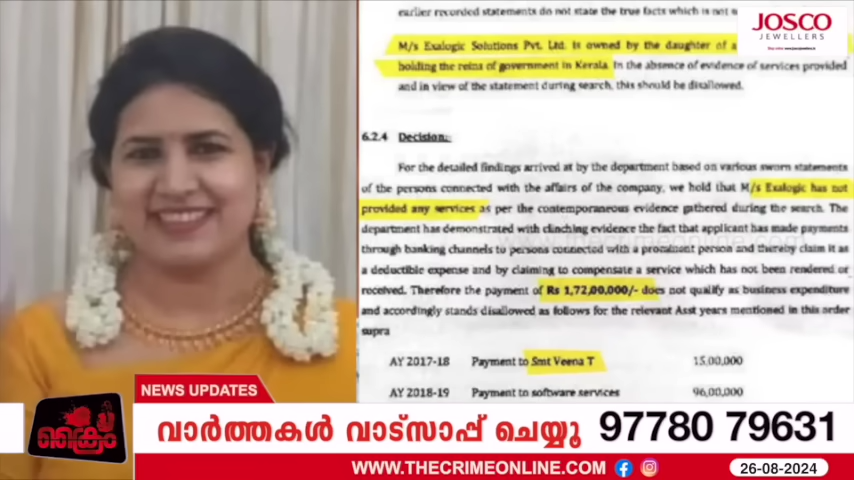 earlier recorded statements do not state the true facts which is not
JOSCO
JEWELLERS
M/s Exalogic Solutions Pvt. Ltd. is owned by the daughter of a
holding the reins of government in Kerala. In the absence of evidence of services provided
and in view of the statement during search, this should be disallowed.
6.2.4 Decision:
For the detailed findings arrived at by the department based on various sworn statements
of the persons connected with the affairs of the company, we hold that M/s Exalogic has not
provided any services as per the contemporaneous evidence gathered during the search. The
department has demonstrated with clinching evidence the fact that applicant has made payments
through banking channels to persons connected with a prominent person and thereby claim it as
a deductible expense and by claiming to compensate a service which has not been rendered or
received. Therefore the payment of Rs 1,72,00,000/- does not qualify as business expenditure
and accordingly stands disallowed as follows for the relevant Asst years mentioned in this order
supra
AY 2017-18 Payment to Smt Veena T 15,00,000
AY 2018-19 Payment to software services 96,00,000
www.thecrimeonline.com
NEWS UPDATES
ക്രൈം
വാർത്തകൾ വാട്സാപ്പ് ചെയ്യൂ 97780 79631
WWW.THECRIMEONLINE.COM
26-08-2024